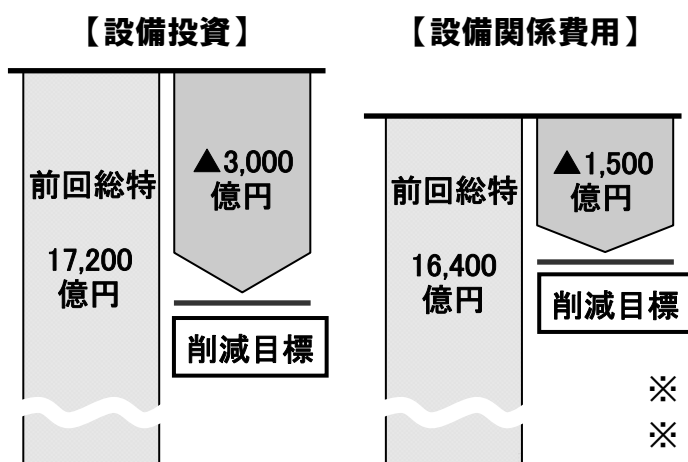 【設備投資】
前回総特
17,200
億円
▲3,000
億円
削減目標
【設備関係費用】
前回総特
16,400
億円
▲1,500
億円
削減目標
※
※